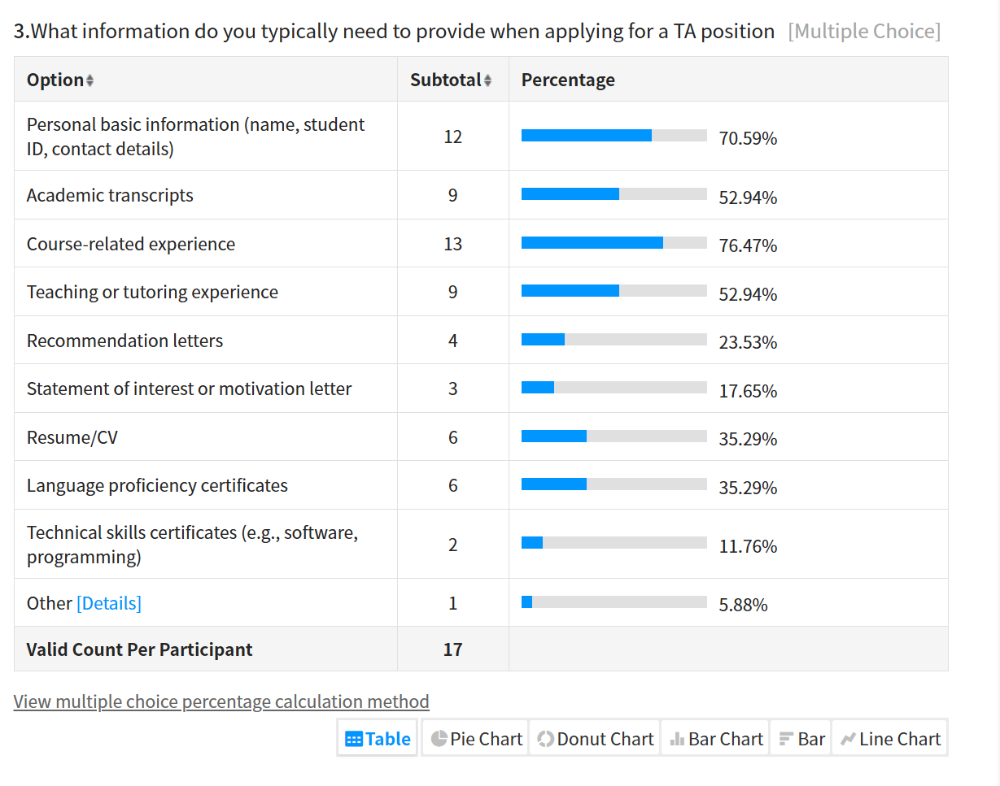 3.What information do you typically need to provide when applying for a TA position [Multiple Choice]
Option Subtotal Percentage
Personal basic information (name, student
ID, contact details) 12 70.59%
Academic transcripts 9 52.94%
Course-related experience 13 76.47%
Teaching or tutoring experience 9 52.94%
Recommendation letters 4 23.53%
Statement of interest or motivation letter 3 17.65%
Resume/CV 6 35.29%
Language proficiency certificates 6 35.29%
Technical skills certificates (e.g., software,
programming) 2 11.76%
Other [Details] 1 5.88%
Valid Count Per Participant 17
View multiple choice percentage calculation method
Table Pie Chart Donut Chart Bar Chart Bar Line Chart